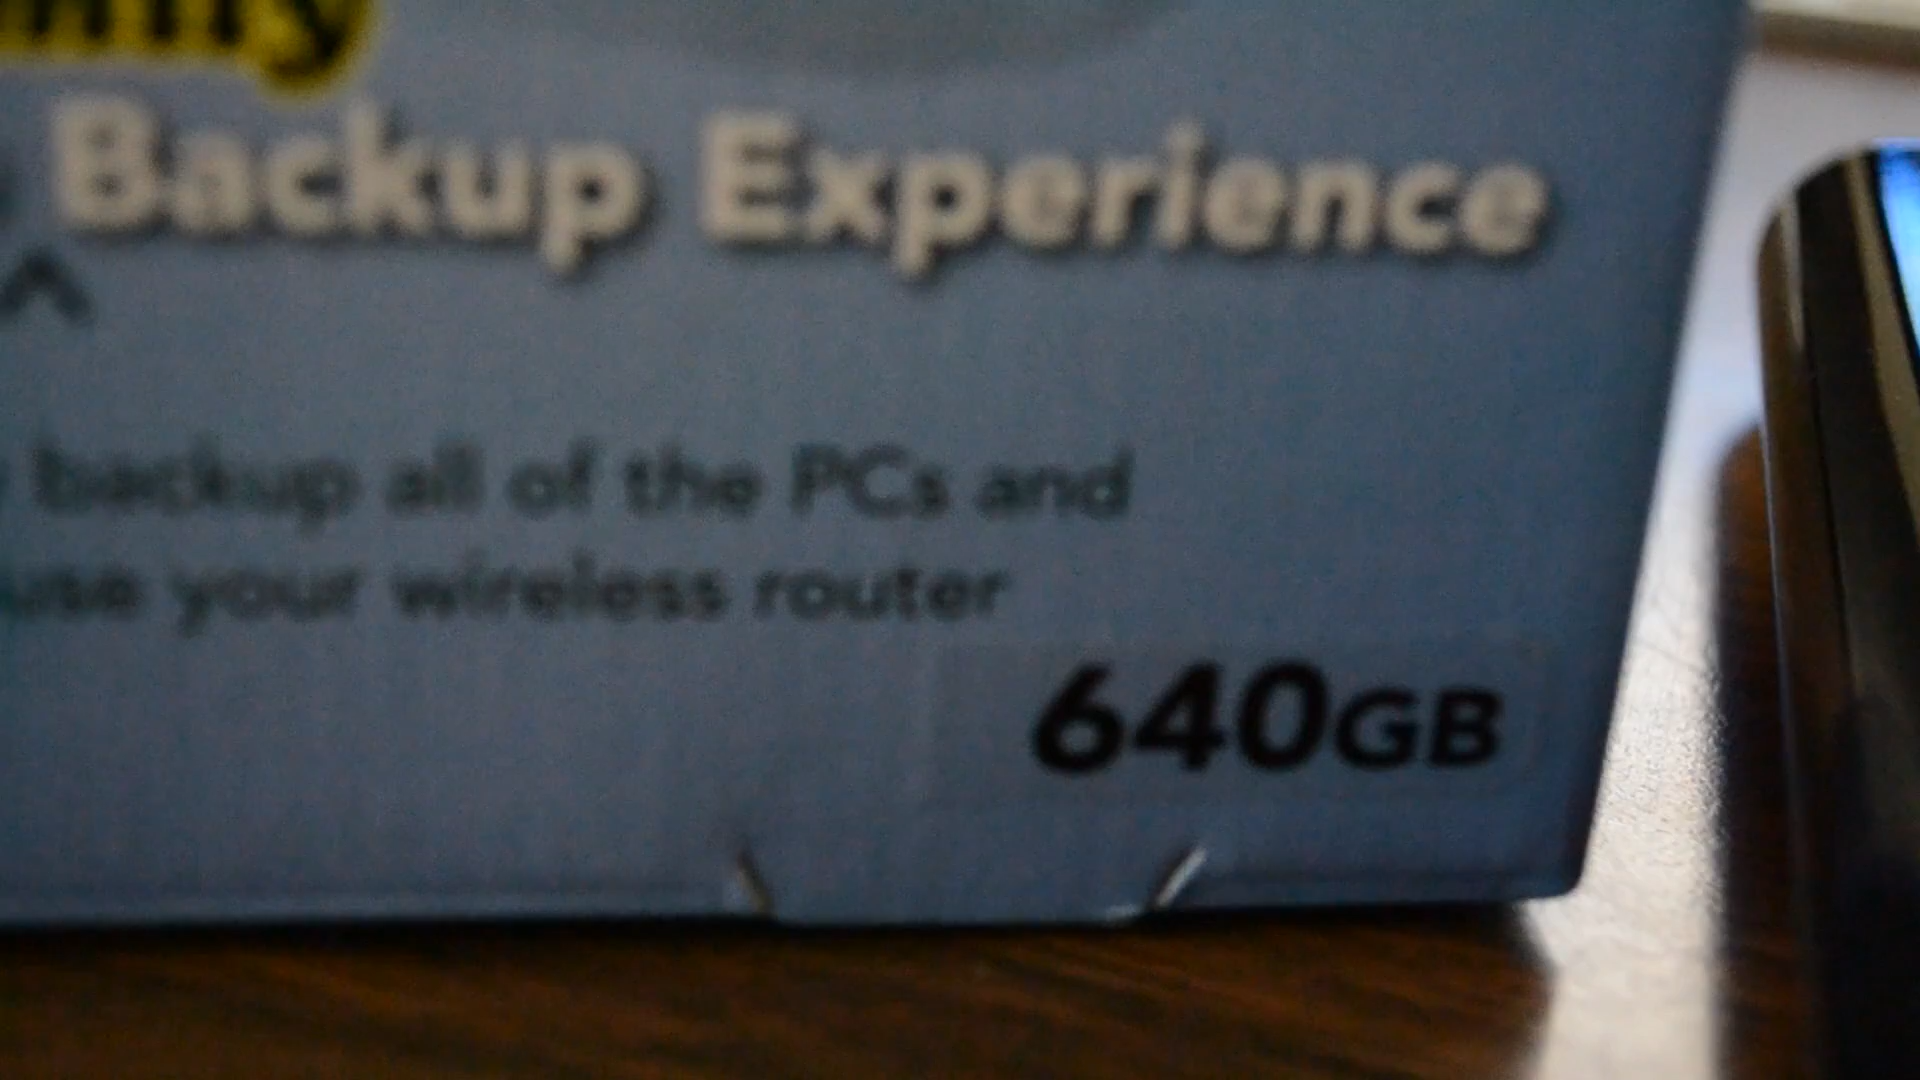 Backup Experience
backup all of the PCs and
use your wireless router
640GB